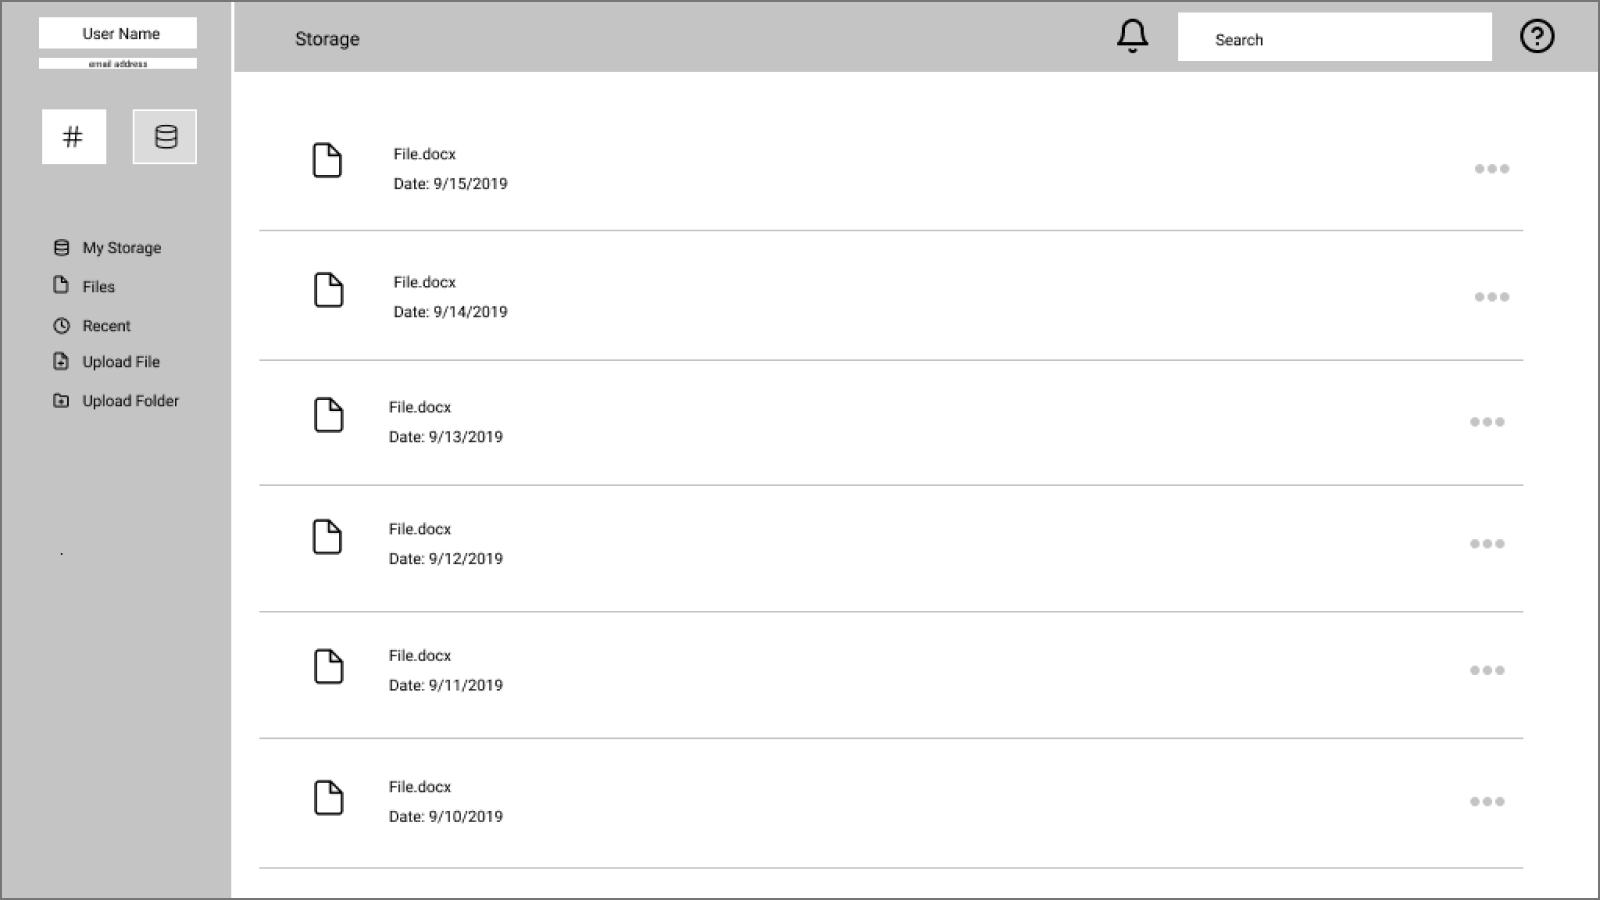 User Name
email address
#
My Storage
Files
Recent
Upload File
Upload Folder
.
Storage
Search
?
File.docx
Date: 9/15/2019
File.docx
Date: 9/14/2019
File.docx
Date: 9/13/2019
File.docx
Date: 9/12/2019
File.docx
Date: 9/11/2019
File.docx
Date: 9/10/2019